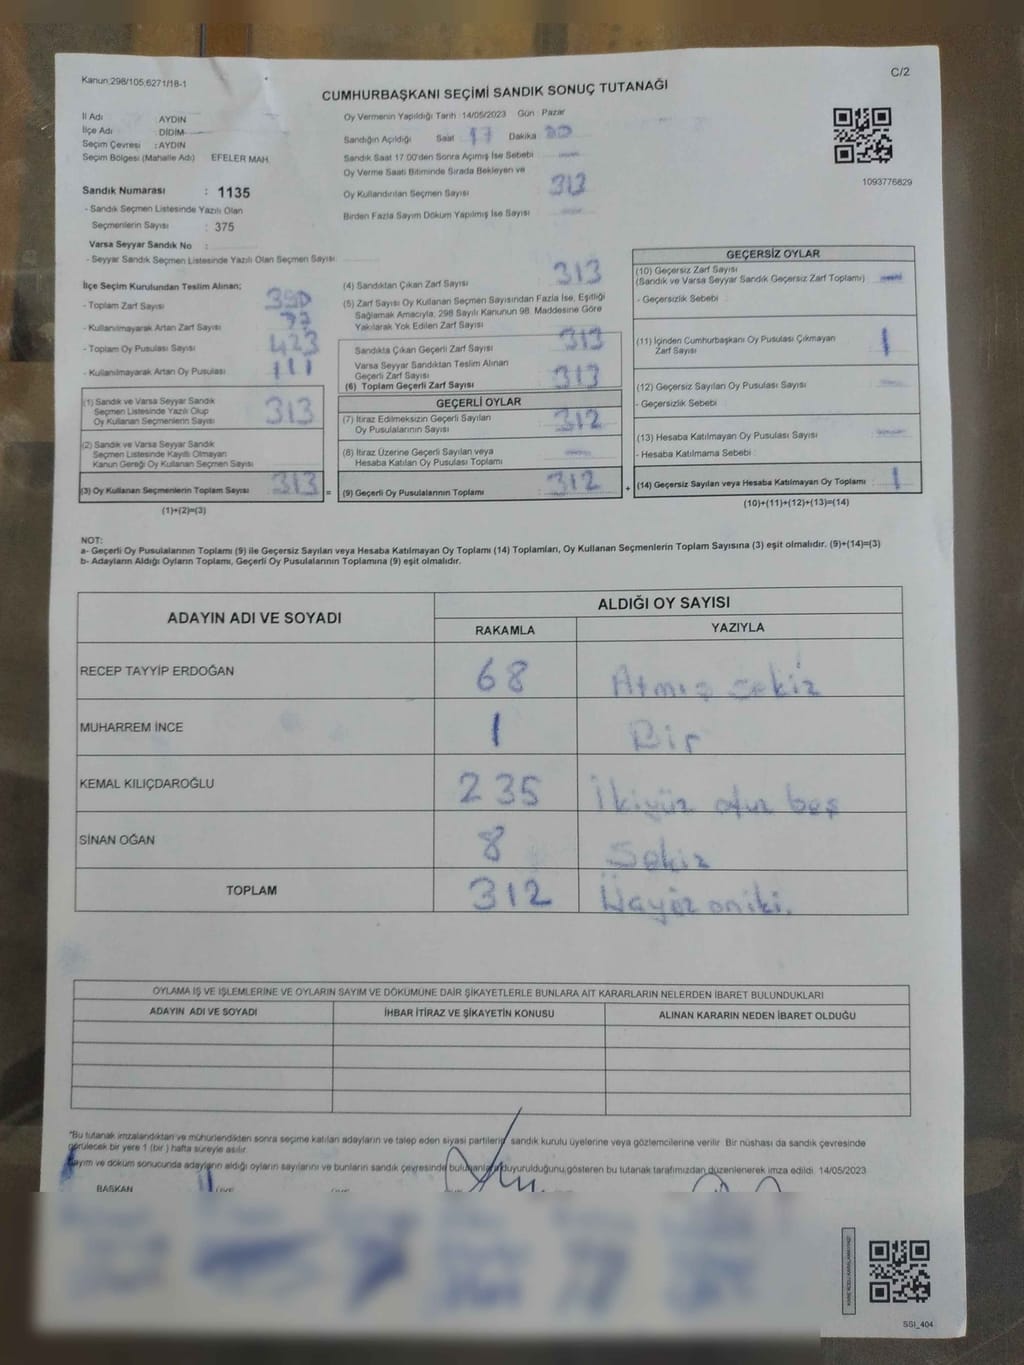 Kanun:298/105;6271/18-1
C/2
CUMHURBAŞKANI SEÇİMİ SANDIK SONUÇ TUTANAĞI
İl Adı : AYDIN
İlçe Adı : DİDİM
Seçim Çevresi : AYDIN
Seçim Bölgesi (Mahalle Adı) EFELER MAH.
Sandık Numarası : 1135
- Sandık Seçmen Listesinde Yazılı Olan
Seçmenlerin Sayısı : 375
Varsa Seyyar Sandık No :
- Seyyar Sandık Seçmen Listesinde Yazılı Olan Seçmen Sayısı
Oy Vermenin Yapıldığı Tarih :14/05/2023 Gün : Pazar
Sandığın Açıldığı Saat 17 Dakika
Sandık Saat 17:00'den Sonra Açılmış İse Sebebi
Oy Verme Saati Bitiminde Sırada Bekleyen ve
Oy Kullandırılan Seçmen Sayısı 313
Birden Fazla Sayım Döküm Yapılmış İse Sayısı
1093776829
İlçe Seçim Kurulundan Teslim Alınan;
- Toplam Zarf Sayısı : 390
- Kullanılmayarak Artan Zarf Sayısı : 77
- Toplam Oy Pusulası Sayısı : 423
- Kullanılmayarak Artan Oy Pusulası : 111
(1) Sandık ve Varsa Seyyar Sandık
Seçmen Listesinde Yazılı Olup
Oy Kullanan Seçmenlerin Sayısı : 313
(2) Sandık ve Varsa Seyyar Sandık
Seçmen Listesinde Kayıtlı Olmayan
Kanun Gereği Oy Kullanan Seçmen Sayısı
(3) Oy Kullanan Seçmenlerin Toplam Sayısı : 313 =
(1)+(2)=(3)
(4) Sandıktan Çıkan Zarf Sayısı : 313
(5) Zarf Sayısı Oy Kullanan Seçmen Sayısından Fazla İse, Eşitliği
Sağlamak Amacıyla; 298 Sayılı Kanunun 98. Maddesine Göre
Yakılarak Yok Edilen Zarf Sayısı
Sandıkta Çıkan Geçerli Zarf Sayısı : 313
Varsa Seyyar Sandıktan Teslim Alınan
Geçerli Zarf Sayısı
(6) Toplam Geçerli Zarf Sayısı : 313
GEÇERLİ OYLAR
(7) İtiraz Edilmeksizin Geçerli Sayılan
Oy Pusulalarının Sayısı : 312
(8) İtiraz Üzerine Geçerli Sayılan veya
Hesaba Katılan Oy Pusulası Toplamı
(9) Geçerli Oy Pusulalarının Toplamı : 312 +
GEÇERSİZ OYLAR
(10) Geçersiz Zarf Sayısı
(Sandık ve Varsa Seyyar Sandık Geçersiz Zarf Toplamı) :
- Geçersizlik Sebebi :
(11) İçinden Cumhurbaşkanı Oy Pusulası Çıkmayan
Zarf Sayısı : 1
(12) Geçersiz Sayılan Oy Pusulası Sayısı :
- Geçersizlik Sebebi :
(13) Hesaba Katılmayan Oy Pusulası Sayısı :
- Hesaba Katılmama Sebebi :
(14) Geçersiz Sayılan veya Hesaba Katılmayan Oy Toplamı : 1
(10)+(11)+(12)+(13)=(14)
NOT:
a- Geçerli Oy Pusulalarının Toplamı (9) ile Geçersiz Sayılan veya Hesaba Katılmayan Oy Toplamı (14) Toplamları, Oy Kullanan Seçmenlerin Toplam Sayısına (3) eşit olmalıdır. (9)+(14)=(3)
b- Adayların Aldığı Oyların Toplamı, Geçerli Oy Pusulalarının Toplamına (9) eşit olmalıdır.
ADAYIN ADI VE SOYADI
ALDIĞI OY SAYISI
RAKAMLA YAZIYLA
RECEP TAYYİP ERDOĞAN 68 Atmış sekiz
MUHARREM İNCE 1 Bir
KEMAL KILIÇDAROĞLU 235 İkiyüz otuz beş
SİNAN OĞAN 8 Sekiz
TOPLAM 312 Üçyüz oniki.
OYLAMA İŞ VE İŞLEMLERİNE VE OYLARIN SAYIM VE DÖKÜMÜNE DAİR ŞİKAYETLERLE BUNLARA AİT KARARLARIN NELERDEN İBARET BULUNDUKLARI
ADAYIN ADI VE SOYADI İHBAR İTİRAZ VE ŞİKAYETİN KONUSU ALINAN KARARIN NEDEN İBARET OLDUĞU
*Bu tutanak imzalandıktan ve mühürlendikten sonra seçime katılan adayların ve talep eden siyasi partilerin sandık kurulu üyelerine veya gözlemcilerine verilir. Bir nüshası da sandık çevresinde
görülecek bir yere 1 (bir) hafta süreyle asılır.
Sayım ve döküm sonucunda adayların aldığı oyların sayılarını ve bunların sandık çevresinde bulunanlara duyurulduğunu gösteren bu tutanak tarafımızdan düzenlenerek imza edildi. 14/05/2023
BAŞKAN
SSI_404